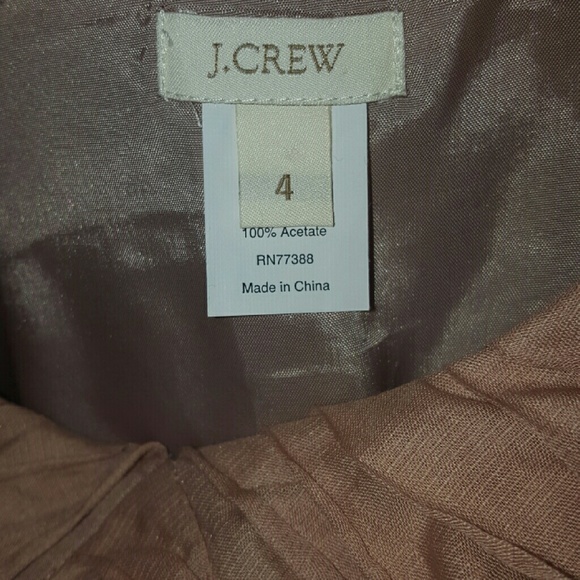 J.CREW
4
100% Acetate
RN77388
Made in China